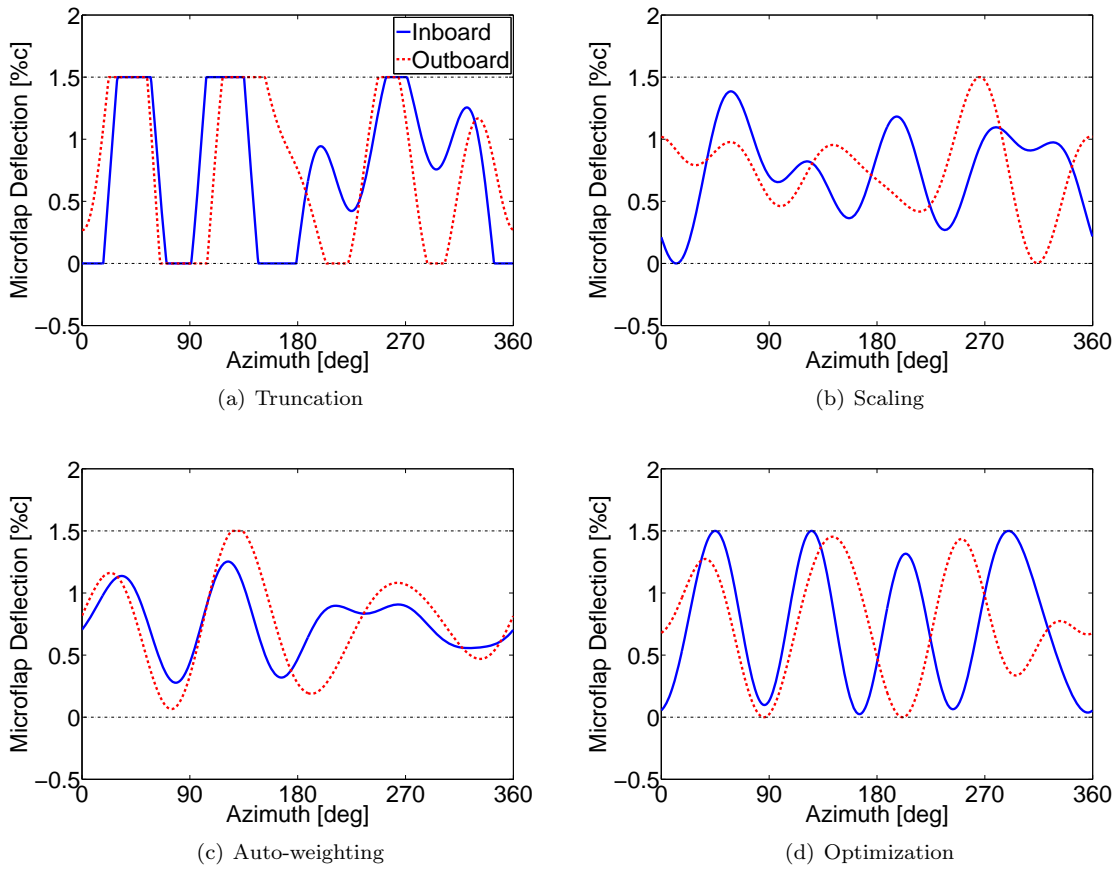 2
1.5
1
0.5
0
−0.5
Microflap Deflection [%c]
Inboard
Outboard
0 90 180 270 360
Azimuth [deg]
(a) Truncation
2
1.5
1
0.5
0
−0.5
Microflap Deflection [%c]
0 90 180 270 360
Azimuth [deg]
(b) Scaling
2
1.5
1
0.5
0
−0.5
Microflap Deflection [%c]
0 90 180 270 360
Azimuth [deg]
(c) Auto-weighting
2
1.5
1
0.5
0
−0.5
Microflap Deflection [%c]
0 90 180 270 360
Azimuth [deg]
(d) Optimization